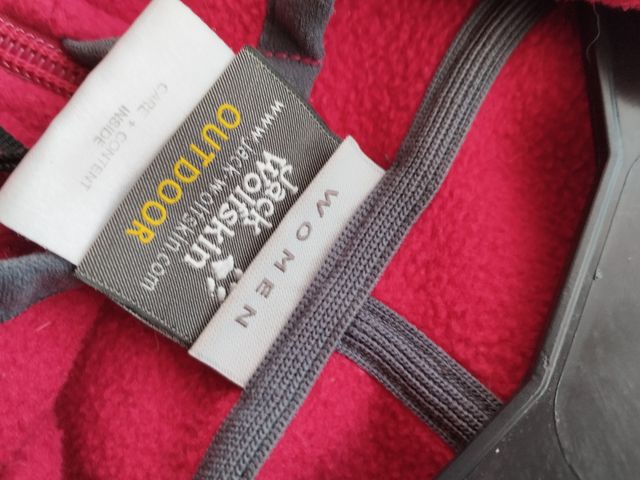 WOMEN
Jack
Wolfskin
www.jack-wolfskin.com
OUTDOOR
CARE + CONTENT
INSIDE